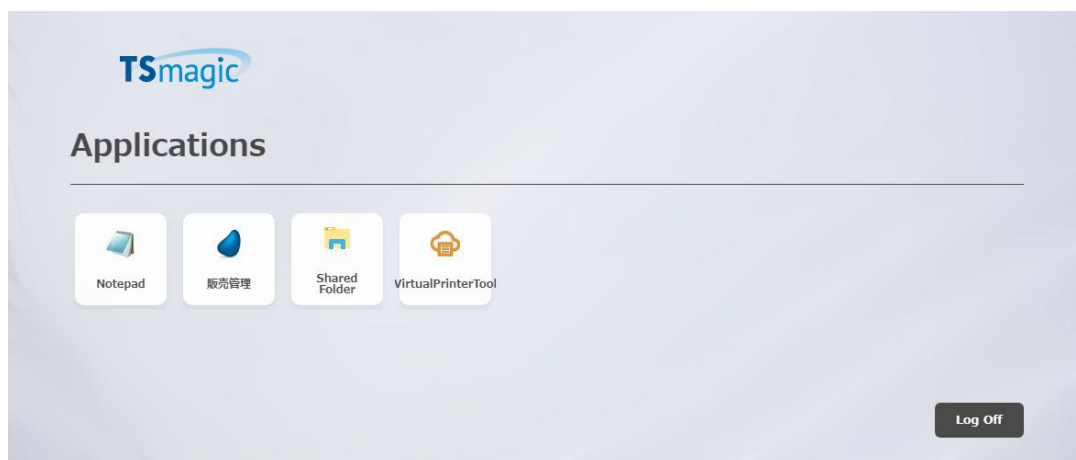 TSmagic
Applications
Notepad
販売管理
Shared
Folder
VirtualPrinterTool
Log Off